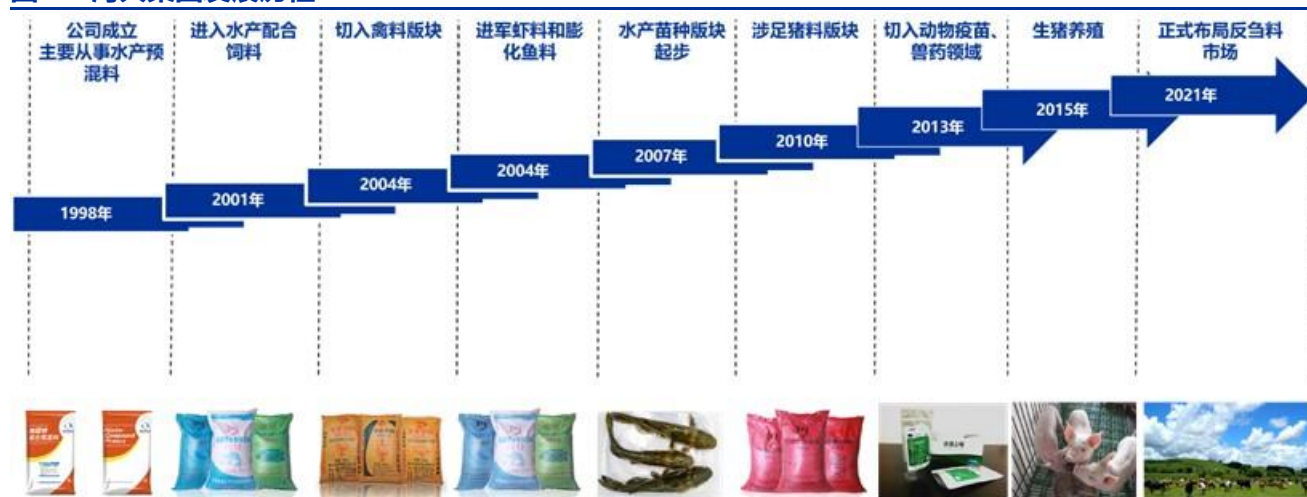 公司成立
主要从事水产预
混料
进入水产配合
饲料
切入禽料版块
进军虾料和膨
化鱼料
水产苗种版块
起步
涉足猪料版块
切入动物疫苗、
兽药领域
生猪养殖
正式布局反刍料
市场
1998年
2001年
2004年
2004年
2007年
2010年
2013年
2015年
2021年